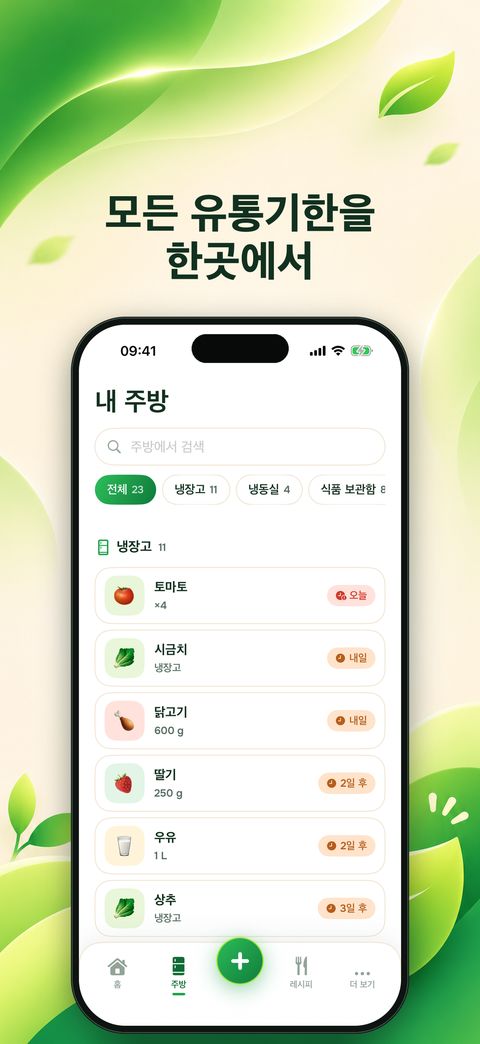 모든 유통기한을
한곳에서
09:41
내 주방
주방에서 검색
전체 23
냉장고 11
냉동실 4
식품 보관함 8
냉장고 11
토마토
×4
오늘
시금치
냉장고
내일
닭고기
600 g
내일
딸기
250 g
2일 후
우유
1 L
2일 후
상추
냉장고
3일 후
홈
주방
레시피
더 보기